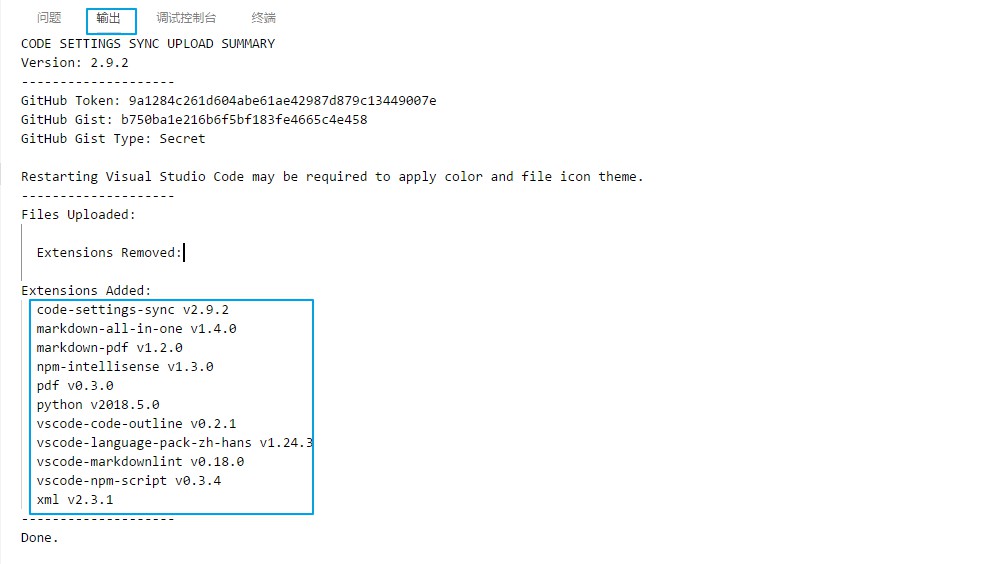 问题 输出 调试控制台 终端
CODE SETTINGS SYNC UPLOAD SUMMARY
Version: 2.9.2
--------------------
GitHub Token: 9a1284c261d604abe61ae42987d879c13449007e
GitHub Gist: b750ba1e216b6f5bf183fe4665c4e458
GitHub Gist Type: Secret
Restarting Visual Studio Code may be required to apply color and file icon theme.
--------------------
Files Uploaded:
Extensions Removed:
Extensions Added:
code-settings-sync v2.9.2
markdown-all-in-one v1.4.0
markdown-pdf v1.2.0
npm-intellisense v1.3.0
pdf v0.3.0
python v2018.5.0
vscode-code-outline v0.2.1
vscode-language-pack-zh-hans v1.24.3
vscode-markdownlint v0.18.0
vscode-npm-script v0.3.4
xml v2.3.1
--------------------
Done.